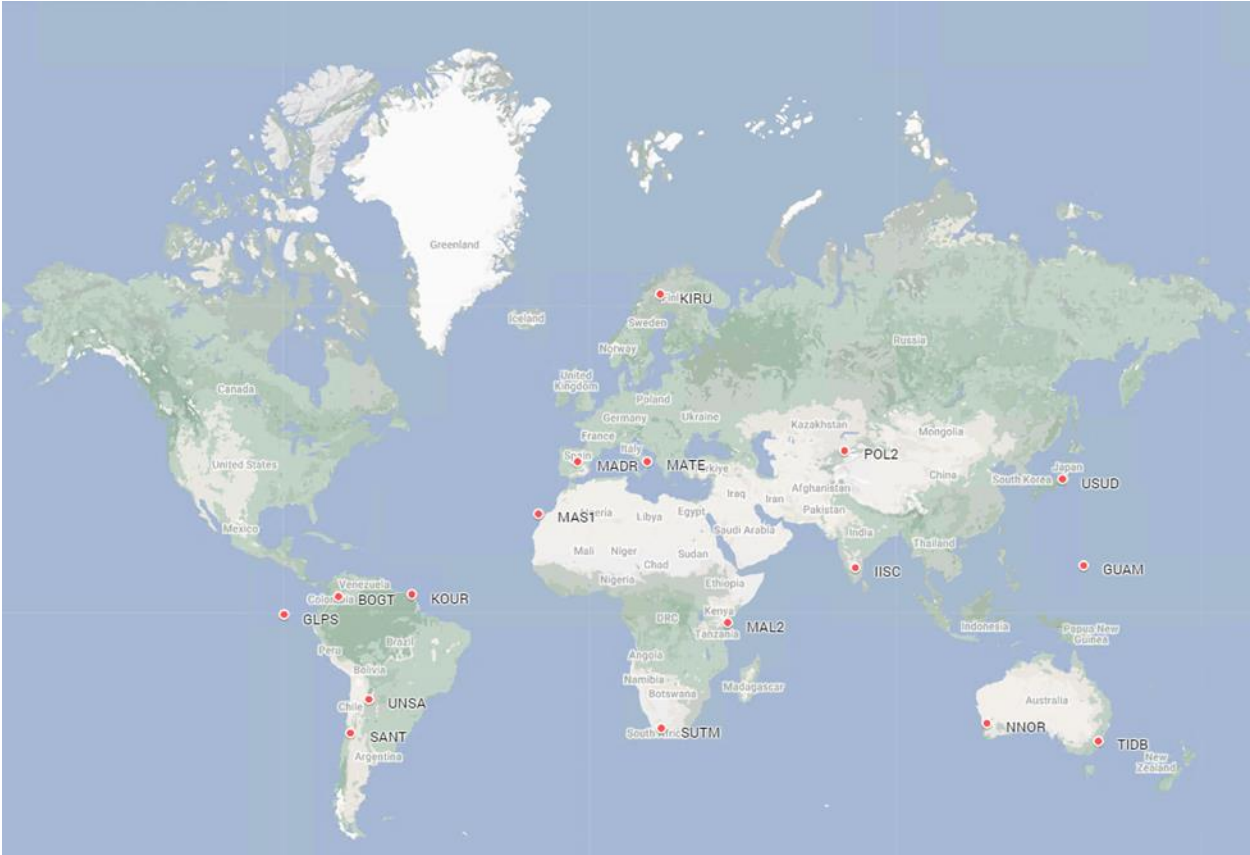 Greenland
KIRU
Iceland
Sweden
Russia
Norway
United
Kingdom
Canada
Poland
Germany
Ukraine
Kazakhstan
Mongolia
France
Italy
POL2
Spain
MADR
MATE
United States
China
Japan
South Korea
USUD
Afghanistan
Iraq
Iran
Pakistan
MAS1
Libya
Egypt
Mexico
Saudi Arabia
India
Thailand
Mali
Niger
Chad
Sudan
IISC
GUAM
Nigeria
Ethiopia
Venezuela
BOGT
KOUR
GLPS
Kenya
DRC
MAL2
Tanzania
Indonesia
Papua New
Guinea
Peru
Brazil
Bolivia
Angola
Namibia
Botswana
Madagascar
Chile
UNSA
Australia
NNOR
SANT
SUTM
TIDB
Argentina
New
Zealand